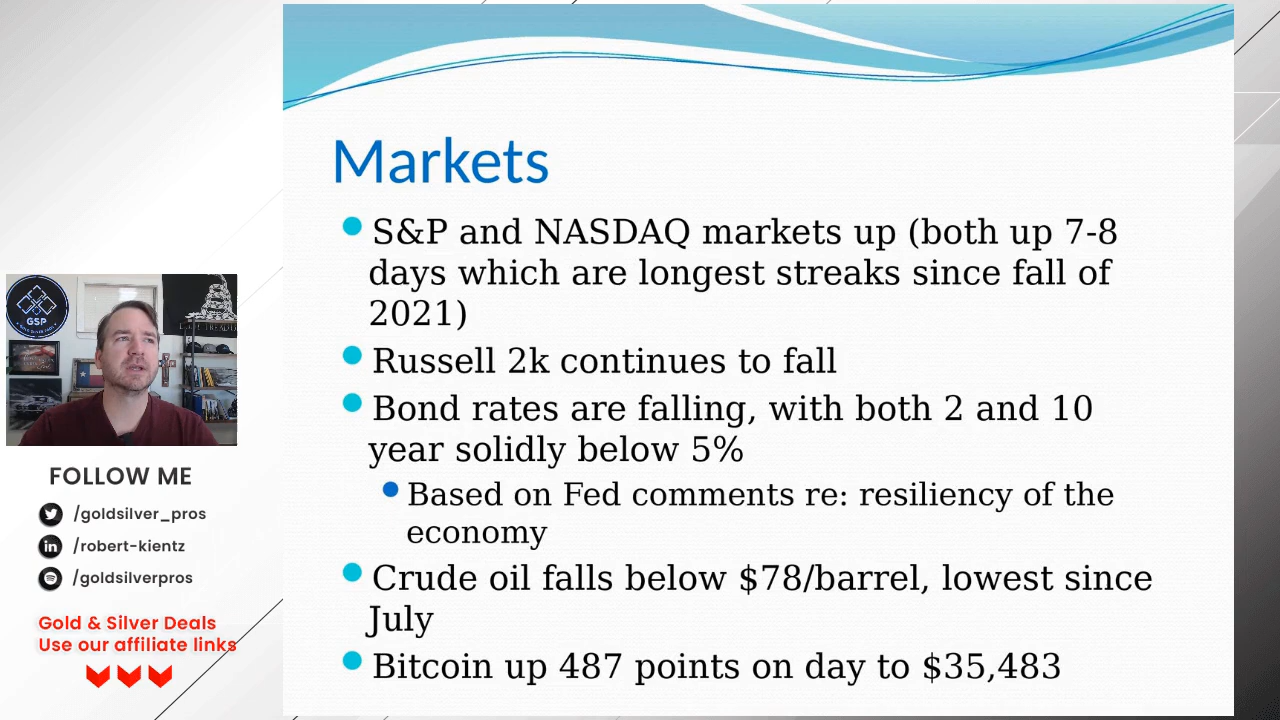 Markets
S&P and NASDAQ markets up (both up 7-8
days which are longest streaks since fall of
2021)
Russell 2k continues to fall
Bond rates are falling, with both 2 and 10
year solidly below 5%
Based on Fed comments re: resiliency of the
economy
Crude oil falls below $78/barrel, lowest since
July
Bitcoin up 487 points on day to $35,483
GSP
FOLLOW ME
/goldsilver_pros
/robert-kientz
/goldsilverpros
Gold & Silver Deals
Use our affiliate links